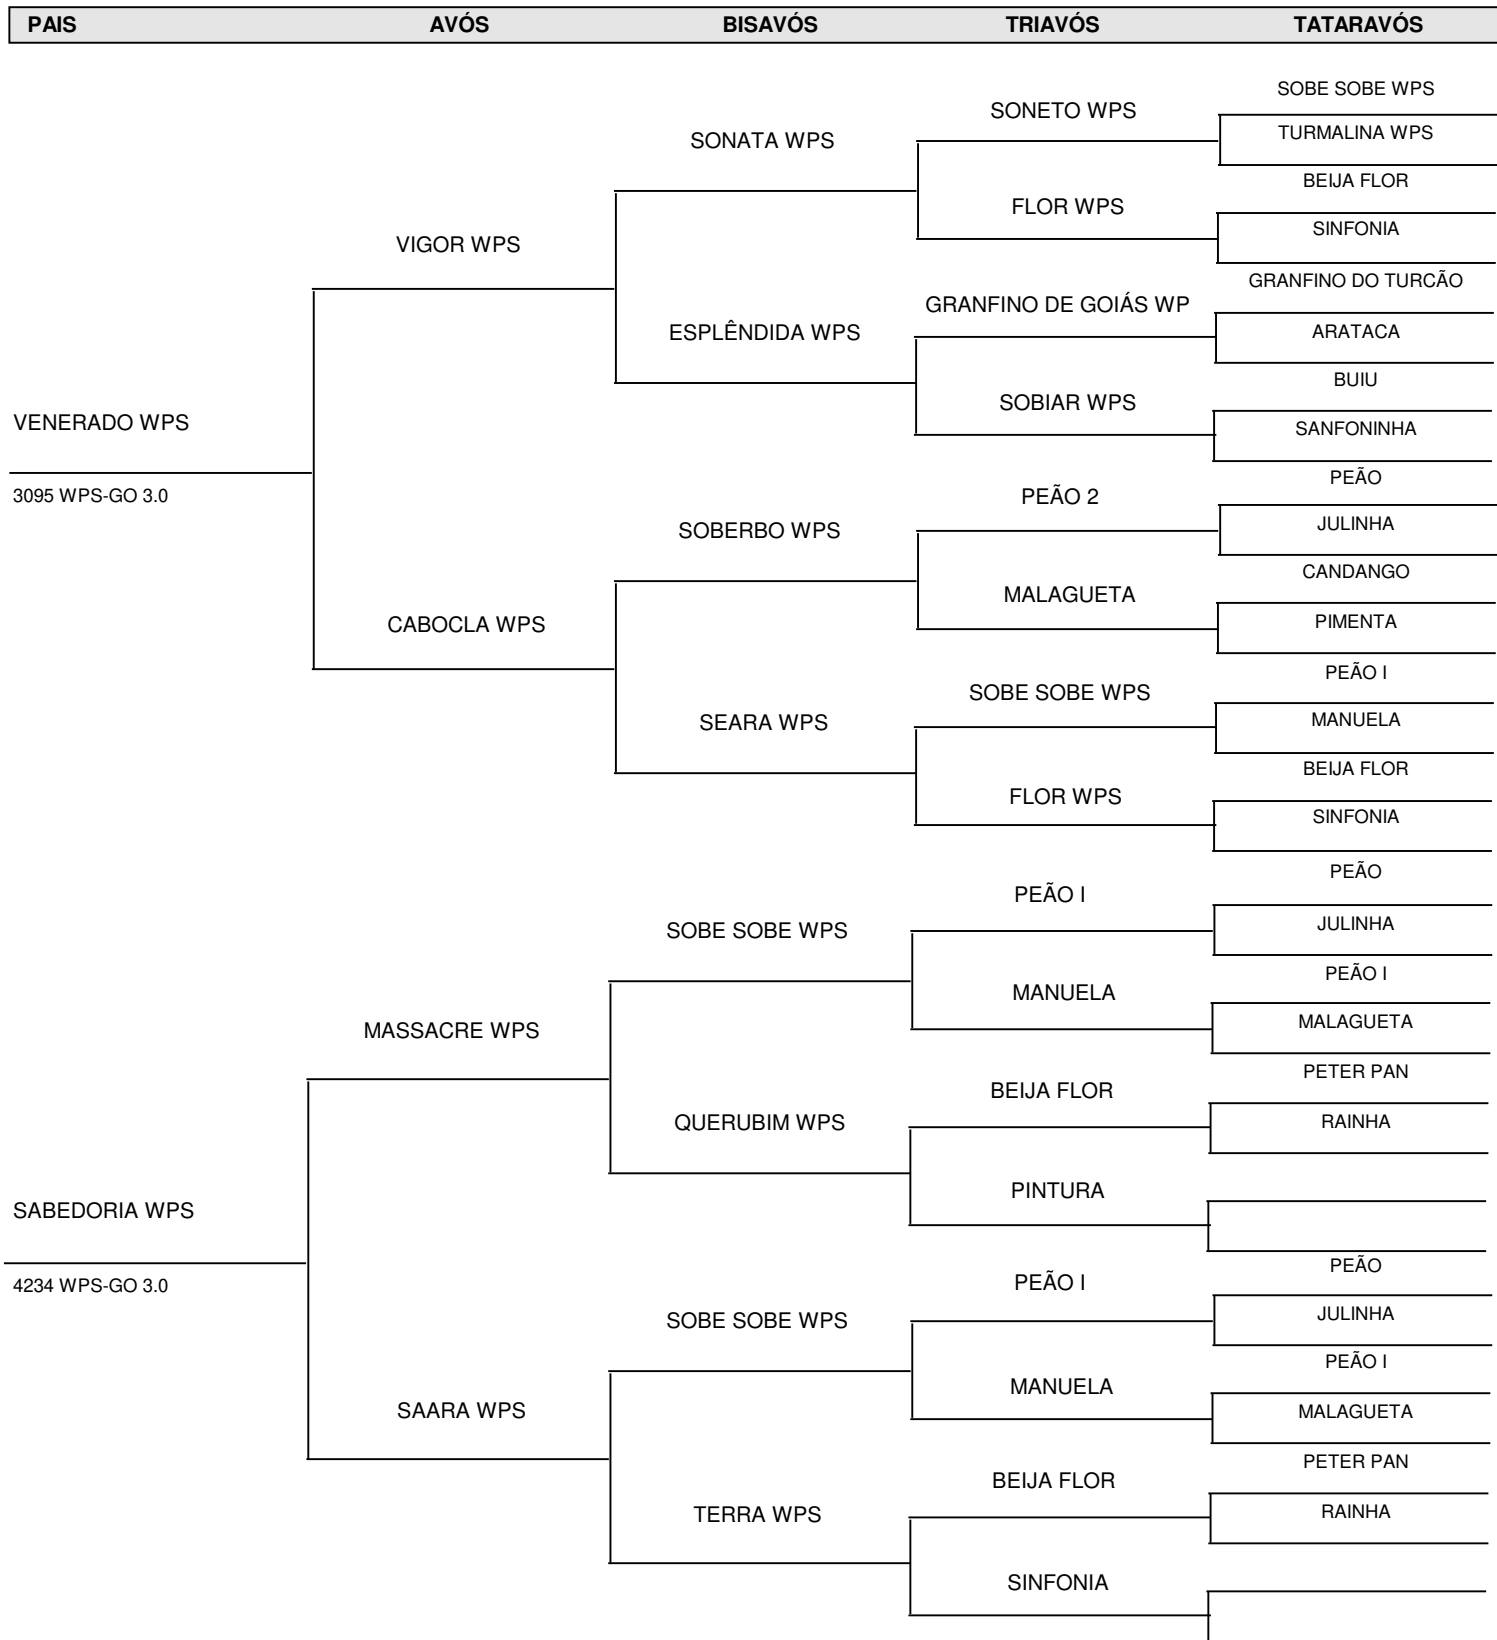 PAIS AVÓS BISAVÓS TRIAVÓS TATARAVÓS
SOBE SOBE WPS
SONETO WPS
TURMALINA WPS
SONATA WPS
BEIJA FLOR
FLOR WPS
SINFONIA
VIGOR WPS
GRANFINO DO TURCÃO
GRANFINO DE GOIÁS WP
ARATACA
ESPLÊNDIDA WPS
BUIU
SOBIAR WPS
VENERADO WPS
SANFONINHA
PEÃO
3095 WPS-GO 3.0
PEÃO 2
JULINHA
SOBERBO WPS
CANDANGO
MALAGUETA
PIMENTA
CABOCLA WPS
PEÃO I
SOBE SOBE WPS
MANUELA
SEARA WPS
BEIJA FLOR
FLOR WPS
SINFONIA
PEÃO
PEÃO I
JULINHA
SOBE SOBE WPS
PEÃO I
MANUELA
MALAGUETA
MASSACRE WPS
PETER PAN
BEIJA FLOR
RAINHA
QUERUBIM WPS
PINTURA
SABEDORIA WPS
PEÃO
4234 WPS-GO 3.0
PEÃO I
JULINHA
SOBE SOBE WPS
PEÃO I
MANUELA
MALAGUETA
SAARA WPS
PETER PAN
BEIJA FLOR
RAINHA
TERRA WPS
SINFONIA